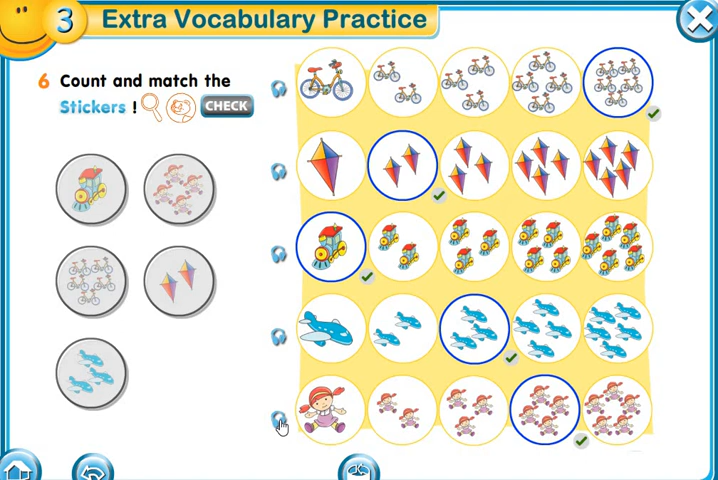 3 Extra Vocabulary Practice
6 Count and match the
Stickers ! CHECK